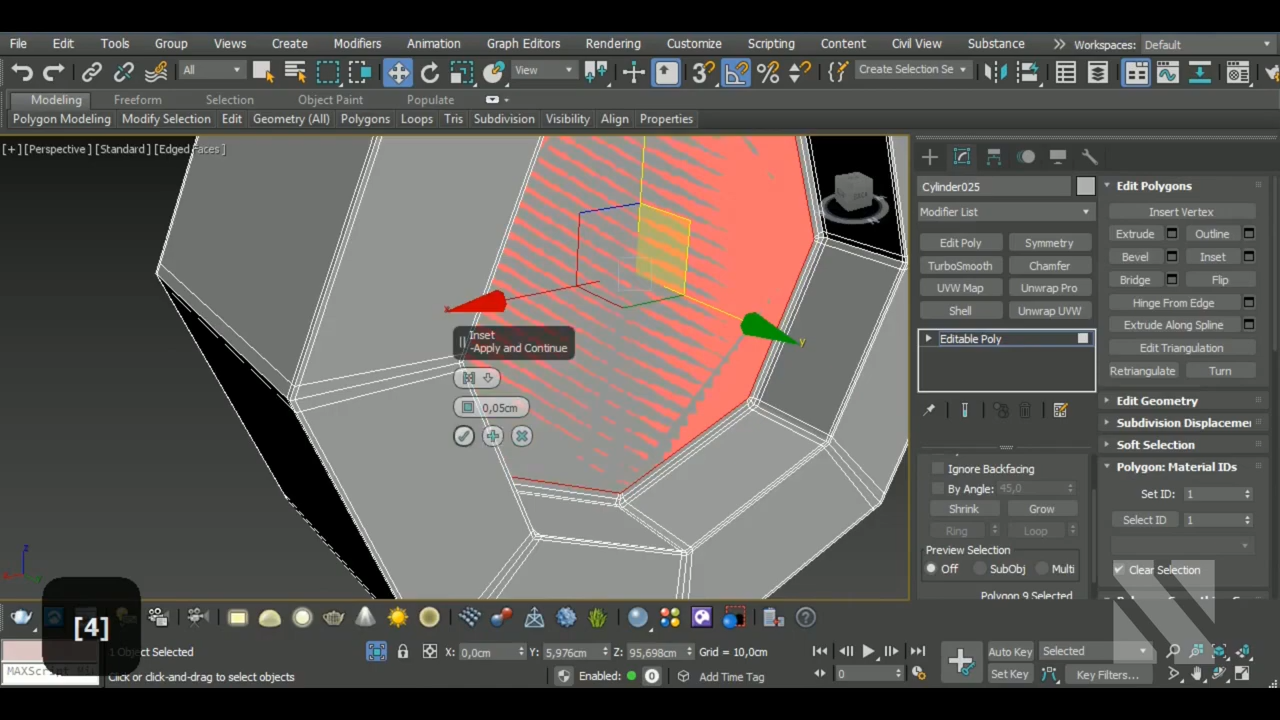 File Edit Tools Group Views Create Modifiers Animation Graph Editors Rendering Customize Scripting Content Civil View Substance Workspaces: Default
All View Create Selection Se
Modeling Freeform Selection Object Paint Populate
Polygon Modeling Modify Selection Edit Geometry (All) Polygons Loops Tris Subdivision Visibility Align Properties
[+] [Perspective] [Standard] [Edged Faces]
Cylinder025
Modifier List
Edit Poly Symmetry
TurboSmooth Chamfer
UVW Map Unwrap Pro
Shell Unwrap UVW
Editable Poly
Ignore Backfacing
By Angle: 45,0
Shrink Grow
Ring Loop
Preview Selection
Off SubObj Multi
Polygon 9 Selected
Edit Polygons
Insert Vertex
Extrude Outline
Bevel Inset
Bridge Flip
Hinge From Edge
Extrude Along Spline
Edit Triangulation
Retriangulate Turn
Edit Geometry
Subdivision Displacemen
Soft Selection
Polygon: Material IDs
Set ID: 1
Select ID 1
Clear Selection
x
y
Inset
-Apply and Continue
0,05cm
z
[4]
1 Object Selected X: 0,0cm Y: 5,976cm Z: 95,698cm Grid = 10,0cm Auto Key Selected
Click or click-and-drag to select objects Enabled: 0 Add Time Tag 0 Set Key Key Filters...